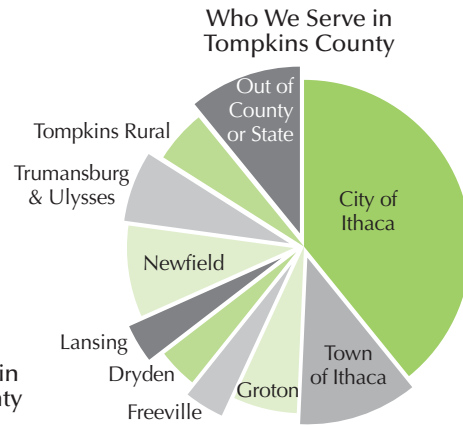 Who We Serve in
Tompkins County
Out of
County
or State
Tompkins Rural
City of
Ithaca
Trumansburg
& Ulysses
Newfield
Lansing
Town
of Ithaca
in
Dryden
Groton
Freeville